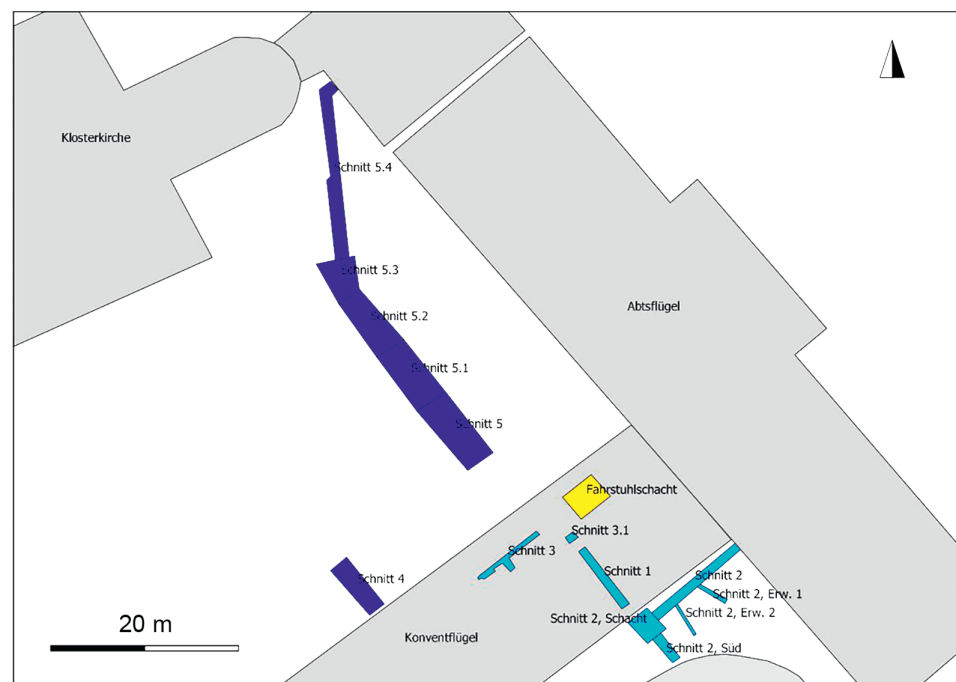 Klosterkirche
Schnitt 5.4
Schnitt 5.3
Schnitt 5.2
Abtsflügel
Schnitt 5.1
Schnitt 5
Fahrstuhlschacht
Schnitt 3.1
Schnitt 3
Schnitt 1
Schnitt 2
Schnitt 4
Schnitt 2, Erw. 1
Schnitt 2, Erw. 2
Schnitt 2, Schacht
20 m
Konventflügel
Schnitt 2, Süd